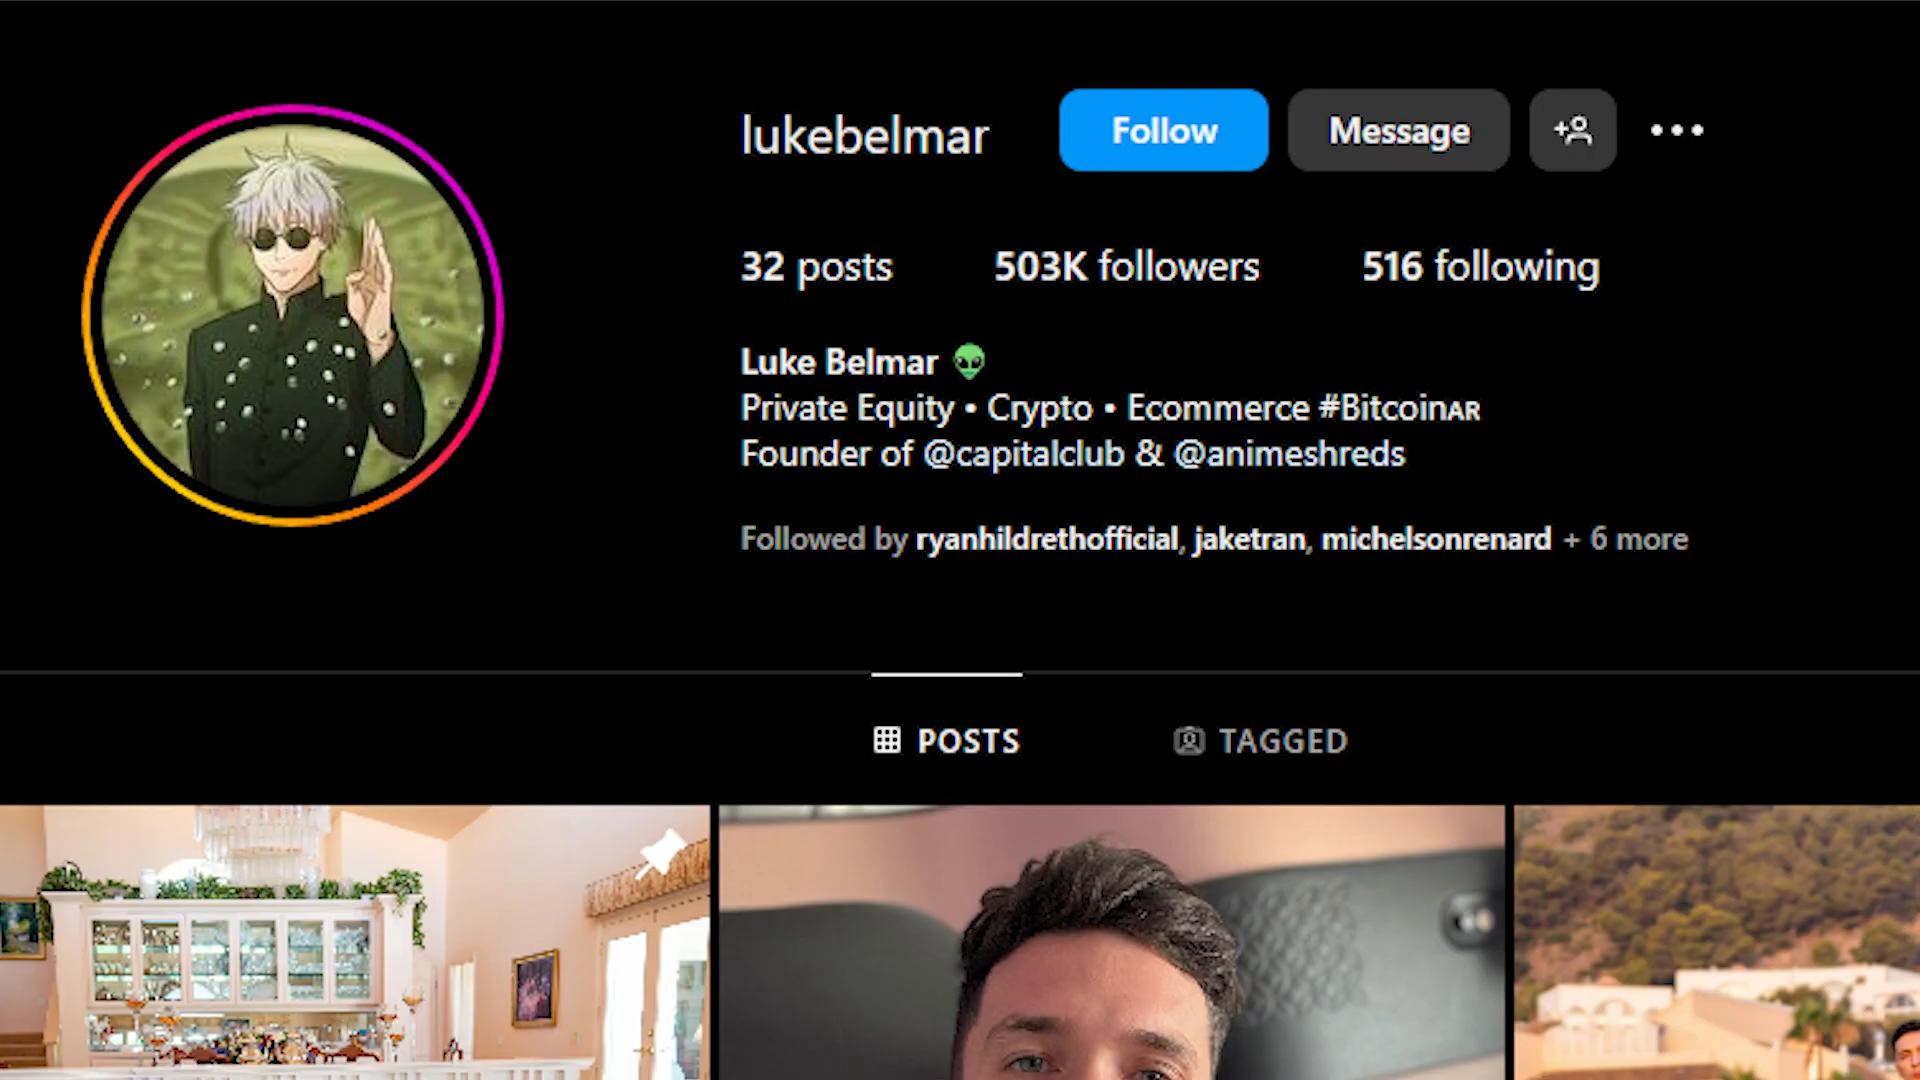 lukebelmar Follow Message
32 posts 503K followers 516 following
Luke Belmar 👽
Private Equity • Crypto • Ecommerce #Bitcoinᴀʀ
Founder of @capitalclub & @animeshreds
Followed by ryanhildrethofficial, jaketran, michelsonrenard + 6 more
POSTS TAGGED